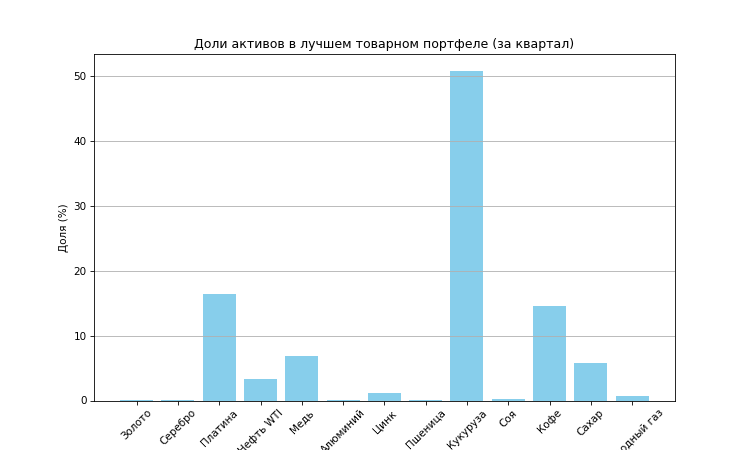 Доли активов в лучшем товарном портфеле (за квартал)
Доля (%)
50
40
30
20
10
0
Золото
Серебро
Платина
Нефть WTI
Медь
Алюминий
Цинк
Пшеница
Кукуруза
Соя
Кофе
Сахар
газ